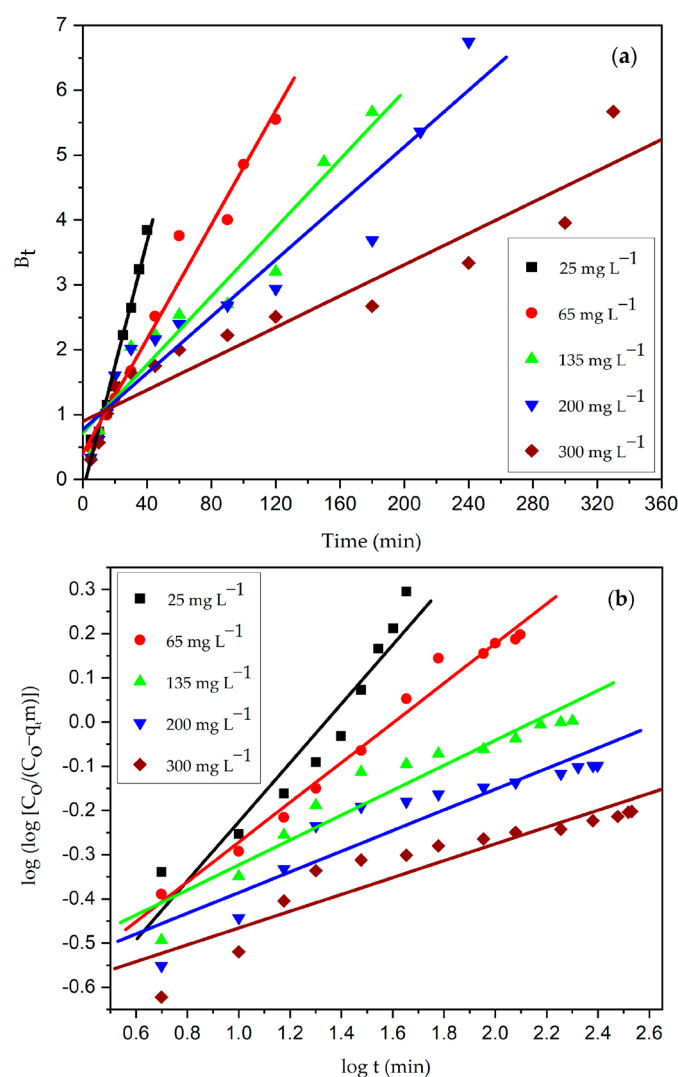 (a)
7
6
5
4
3
2
1
0
Bt
0 40 80 120 160 200 240 280 320 360
Time (min)
25 mg L−1
65 mg L−1
135 mg L−1
200 mg L−1
300 mg L−1
(b)
25 mg L−1
65 mg L−1
135 mg L−1
200 mg L−1
300 mg L−1
0.3
0.2
0.1
0.0
-0.1
-0.2
-0.3
-0.4
-0.5
-0.6
log (log [CO/(CO−qtm)])
0.6 0.8 1.0 1.2 1.4 1.6 1.8 2.0 2.2 2.4 2.6
log t (min)